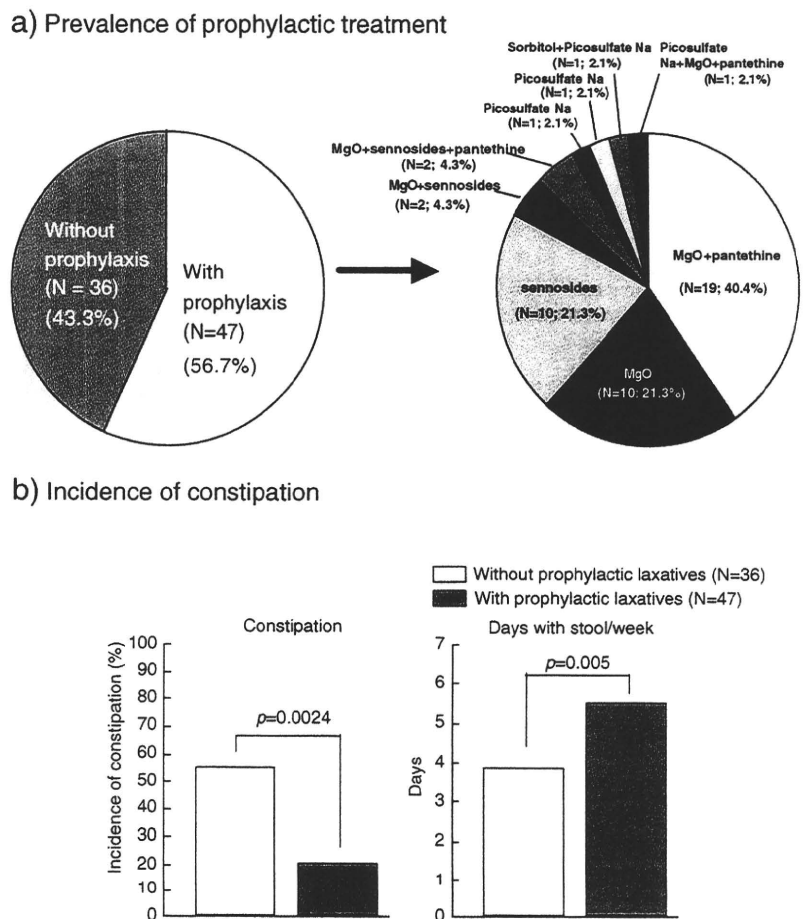 a) Prevalence of prophylactic treatment
Sorbitol+Picosulfate Na
(N=1; 2.1%)
Picosulfate
Na+MgO+pantethine
(N=1; 2.1%)
Picosulfate Na
(N=1; 2.1%)
Picosulfate Na
(N=1; 2.1%)
MgO+sennosides+pantethine
(N=2; 4.3%)
MgO+sennosides
(N=2; 4.3%)
Without
prophylaxis
(N = 36)
(43.3%)
With
prophylaxis
(N=47)
(56.7%)
MgO+pantethine
(N=19; 40.4%)
sennosides
(N=10; 21.3%)
MgO
(N=10: 21.3%)
b) Incidence of constipation
Without prophylactic laxatives (N=36)
With prophylactic laxatives (N=47)
Constipation
Incidence of constipation (%)
100
90
80
70
60
50
40
30
20
10
0
p=0.0024
Days with stool/week
Days
7
6
5
4
3
2
1
0
p=0.005